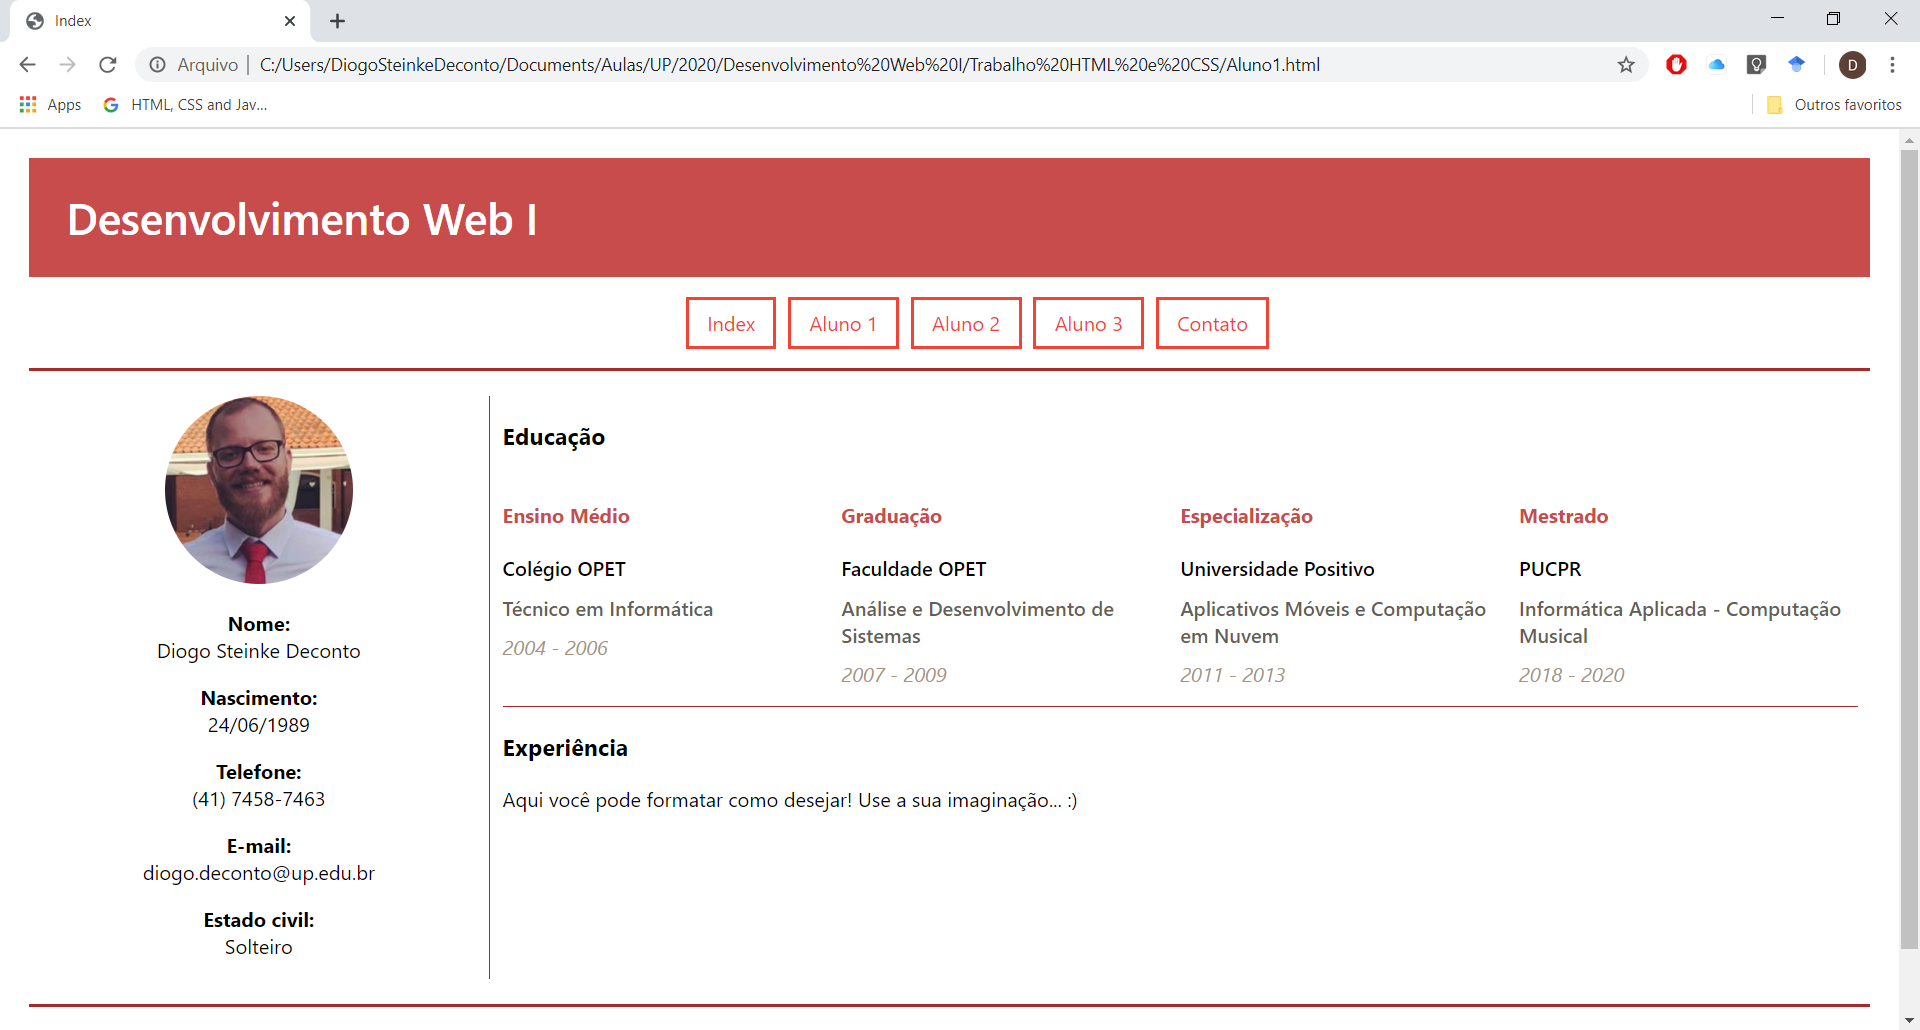 Index
Arquivo | C:/Users/DiogoSteinkeDeconto/Documents/Aulas/UP/2020/Desenvolvimento%20Web%20I/Trabalho%20HTML%20e%20CSS/Aluno1.html
D
Apps
HTML, CSS and Jav...
Outros favoritos
Desenvolvimento Web I
Index
Aluno 1
Aluno 2
Aluno 3
Contato
Nome:
Diogo Steinke Deconto
Nascimento:
24/06/1989
Telefone:
(41) 7458-7463
E-mail:
diogo.deconto@up.edu.br
Estado civil:
Solteiro
Educação
Ensino Médio
Colégio OPET
Técnico em Informática
2004 - 2006
Graduação
Faculdade OPET
Análise e Desenvolvimento de
Sistemas
2007 - 2009
Especialização
Universidade Positivo
Aplicativos Móveis e Computação
em Nuvem
2011 - 2013
Mestrado
PUCPR
Informática Aplicada - Computação
Musical
2018 - 2020
Experiência
Aqui você pode formatar como desejar! Use a sua imaginação... :)